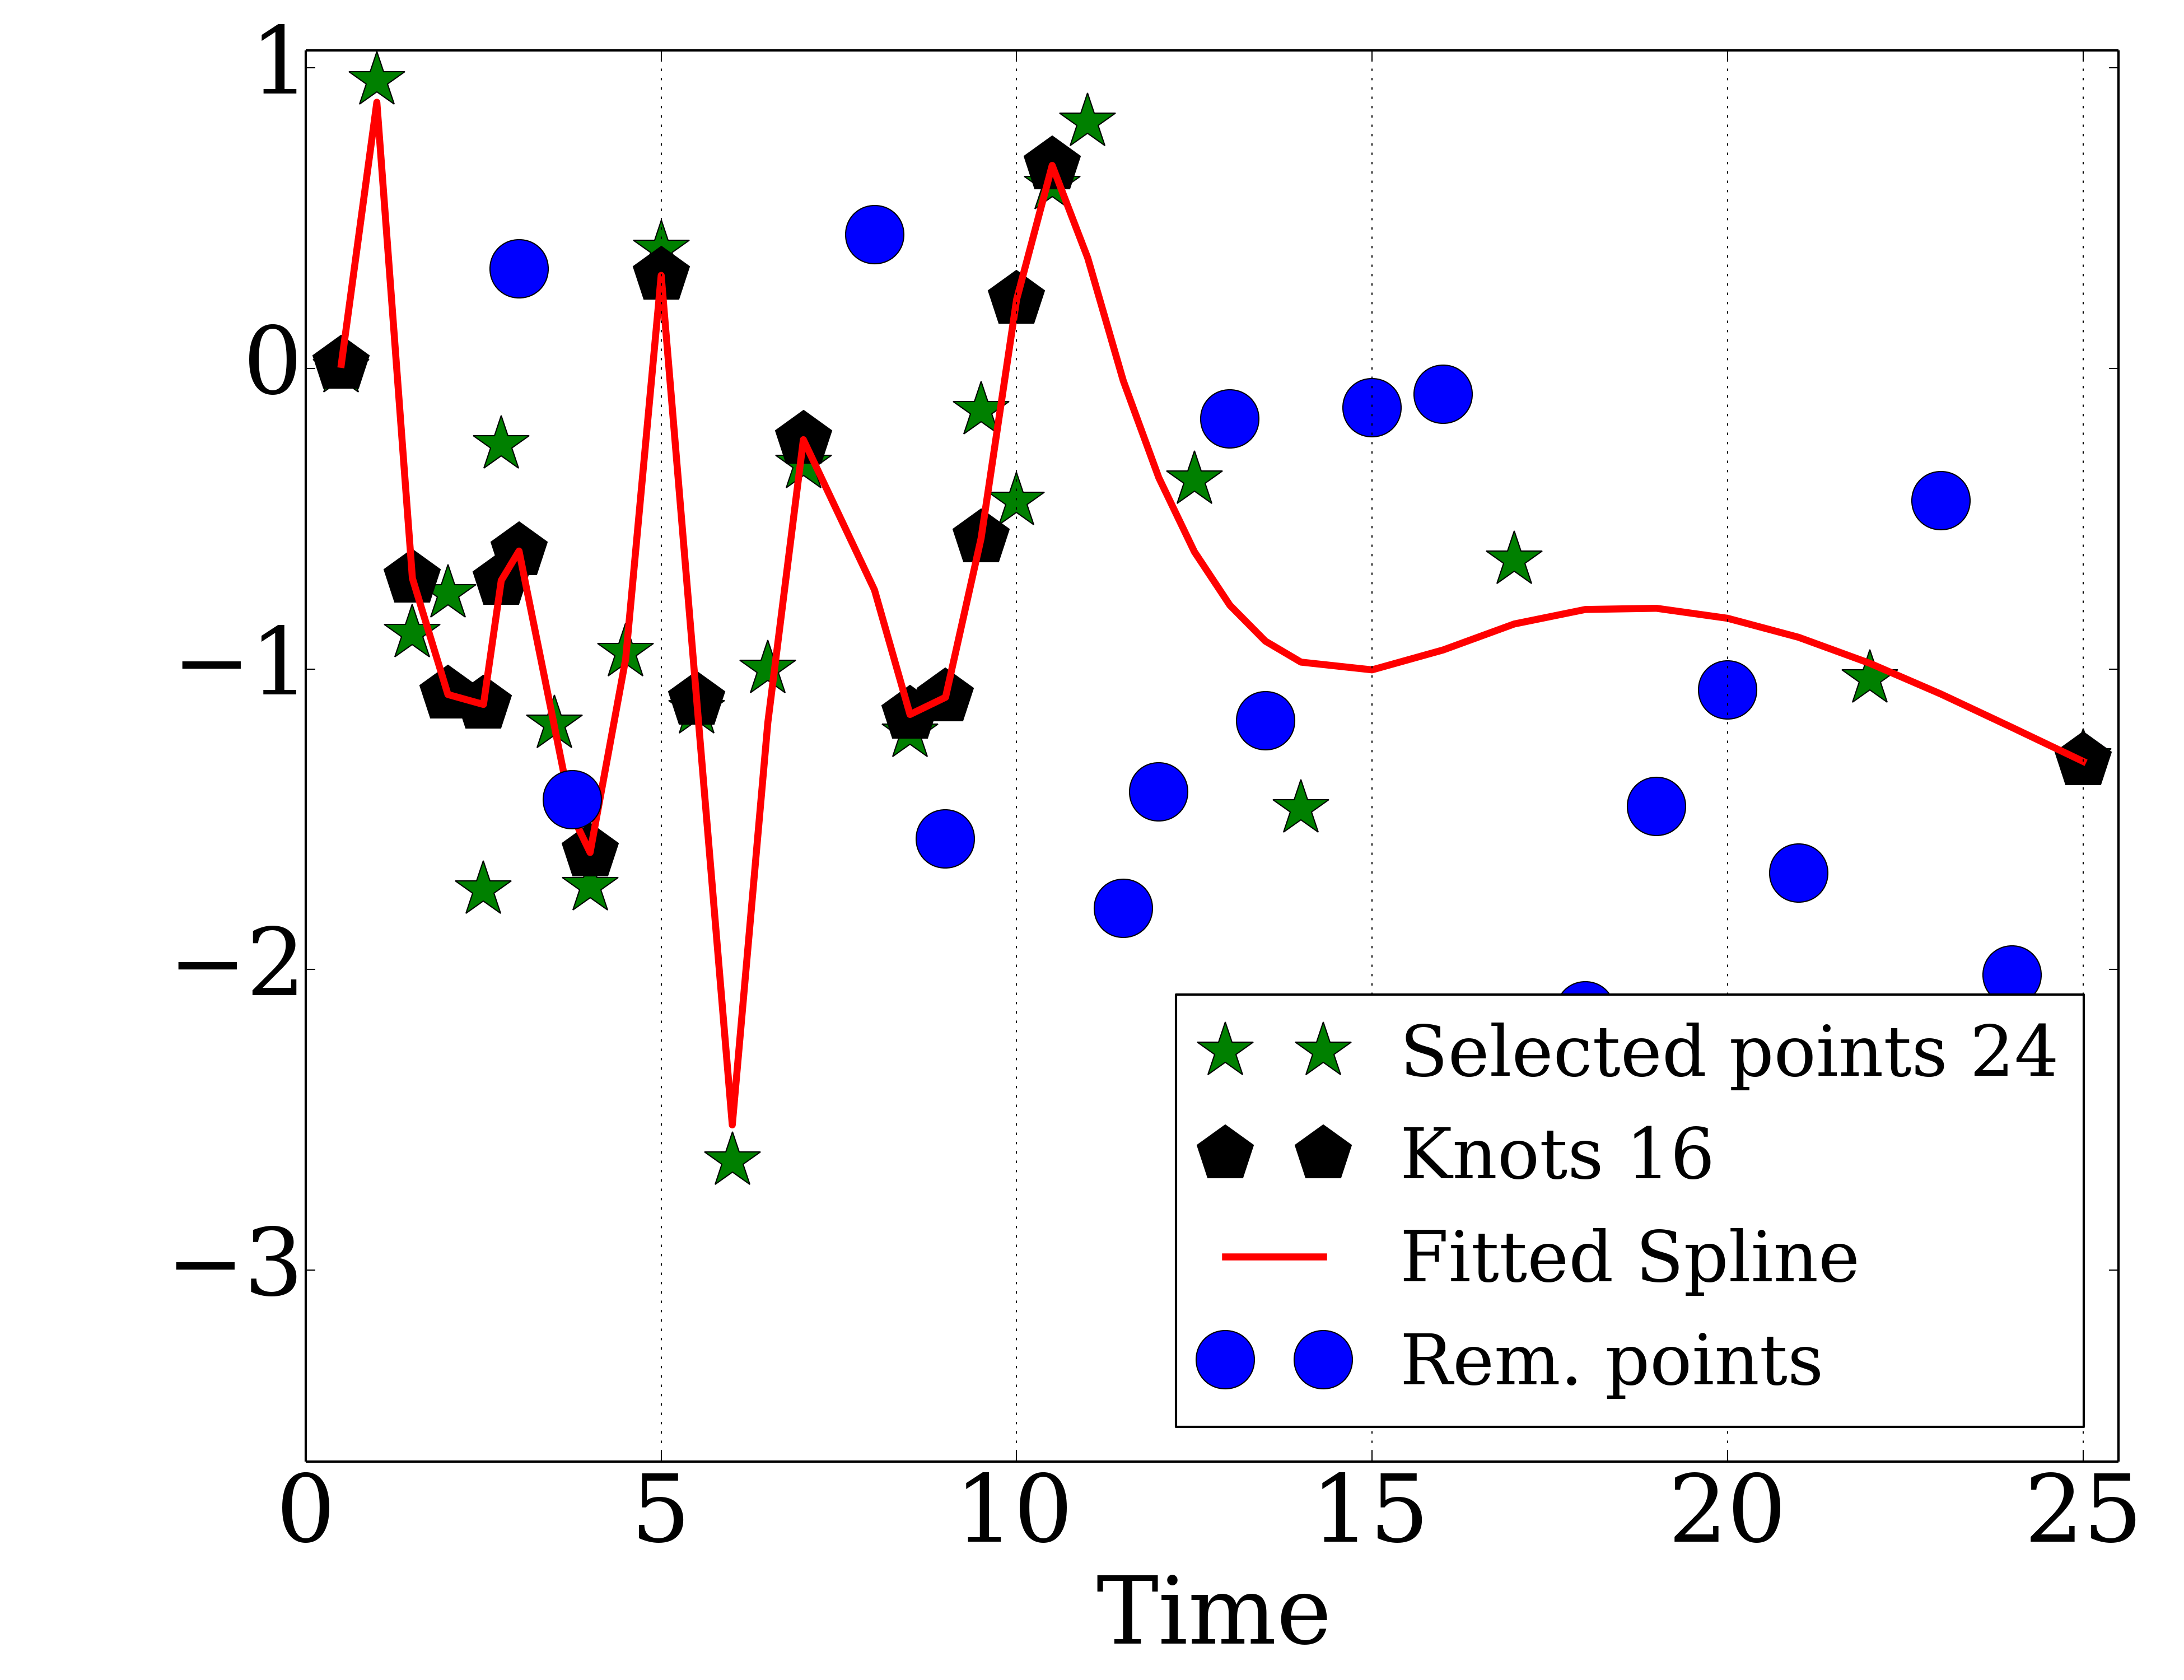 1
0
−1
−2
−3
Selected points 24
Knots 16
Fitted Spline
Rem. points
0 5 10 15 20 25
Time